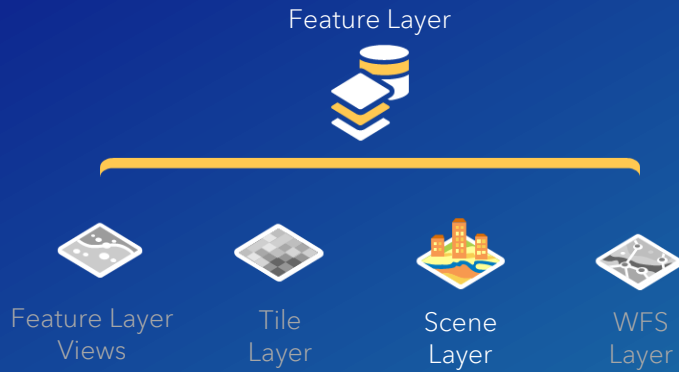 Feature Layer
Feature Layer
Views
Tile
Layer
Scene
Layer
WFS
Layer